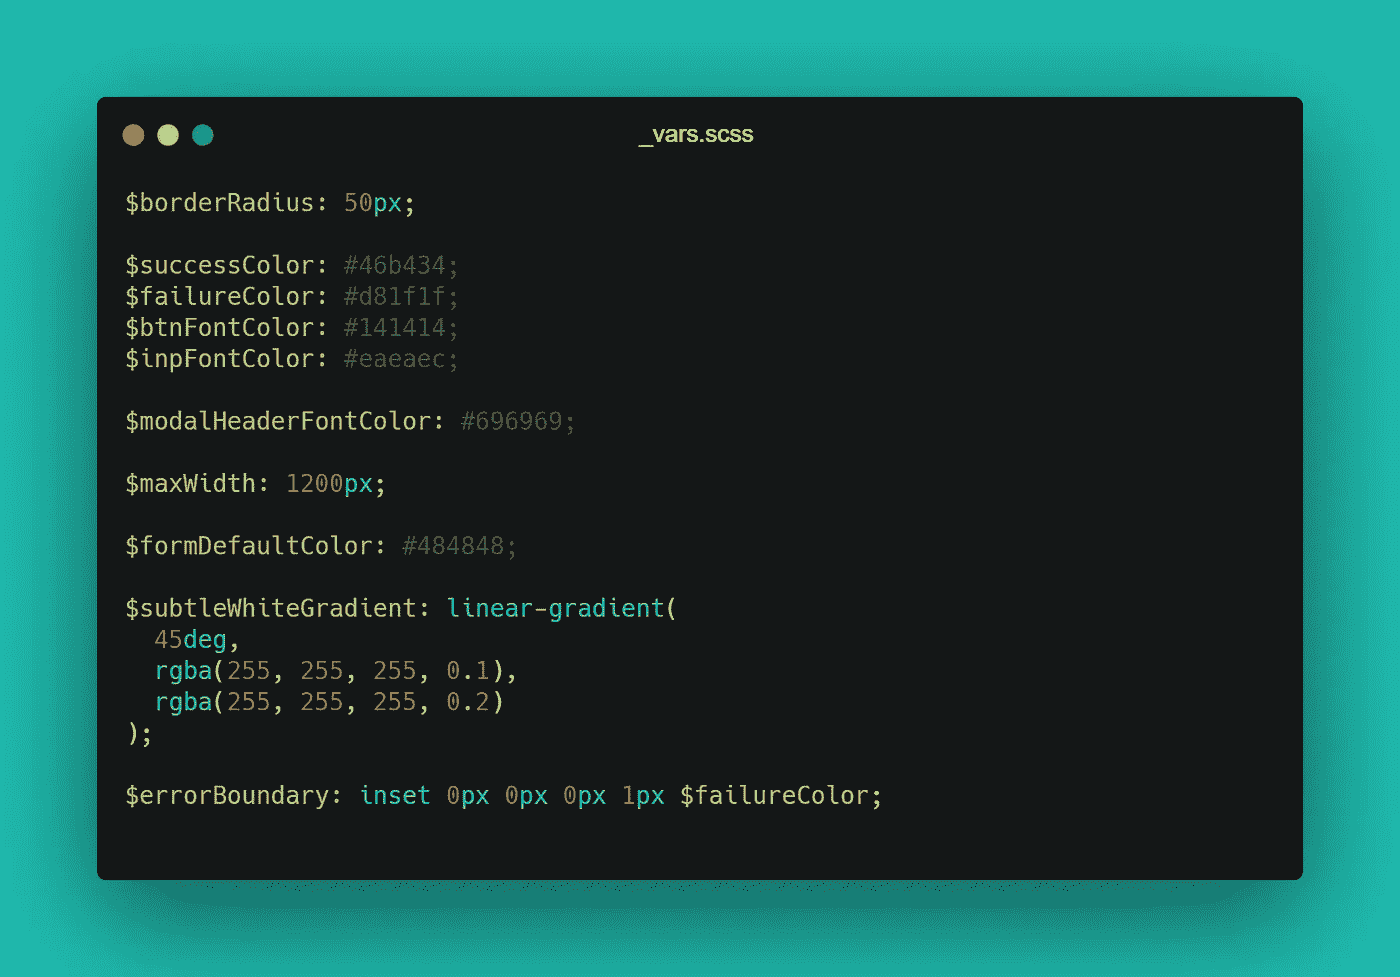 _vars.scss
$borderRadius: 50px;
$successColor: #46b434;
$failureColor: #d81f1f;
$btnFontColor: #141414;
$inpFontColor: #eaeaec;
$modalHeaderFontColor: #696969;
$maxWidth: 1200px;
$formDefaultColor: #484848;
$subtleWhiteGradient: linear-gradient(
  45deg,
  rgba(255, 255, 255, 0.1),
  rgba(255, 255, 255, 0.2)
);
$errorBoundary: inset 0px 0px 0px 1px $failureColor;